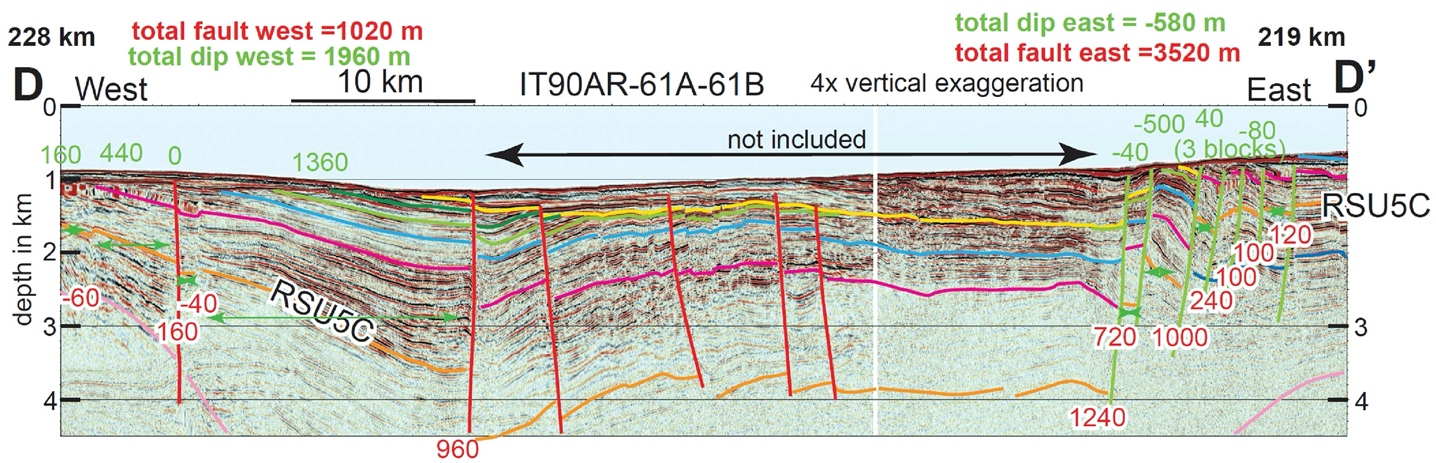 total fault west =1020 m
total dip west = 1960 m
total dip east = -580 m
total fault east =3520 m
228 km
219 km
D West
10 km
IT90AR-61A-61B
4x vertical exaggeration
East D’
0
0
not included
-500 40
-80
160 440 0
1360
-40
(3 blocks)
1
1
RSU5C
depth in km
2
2
120
100
100
-60
-40
RSU5C
240
160
720
1000
3
3
4
4
1240
960